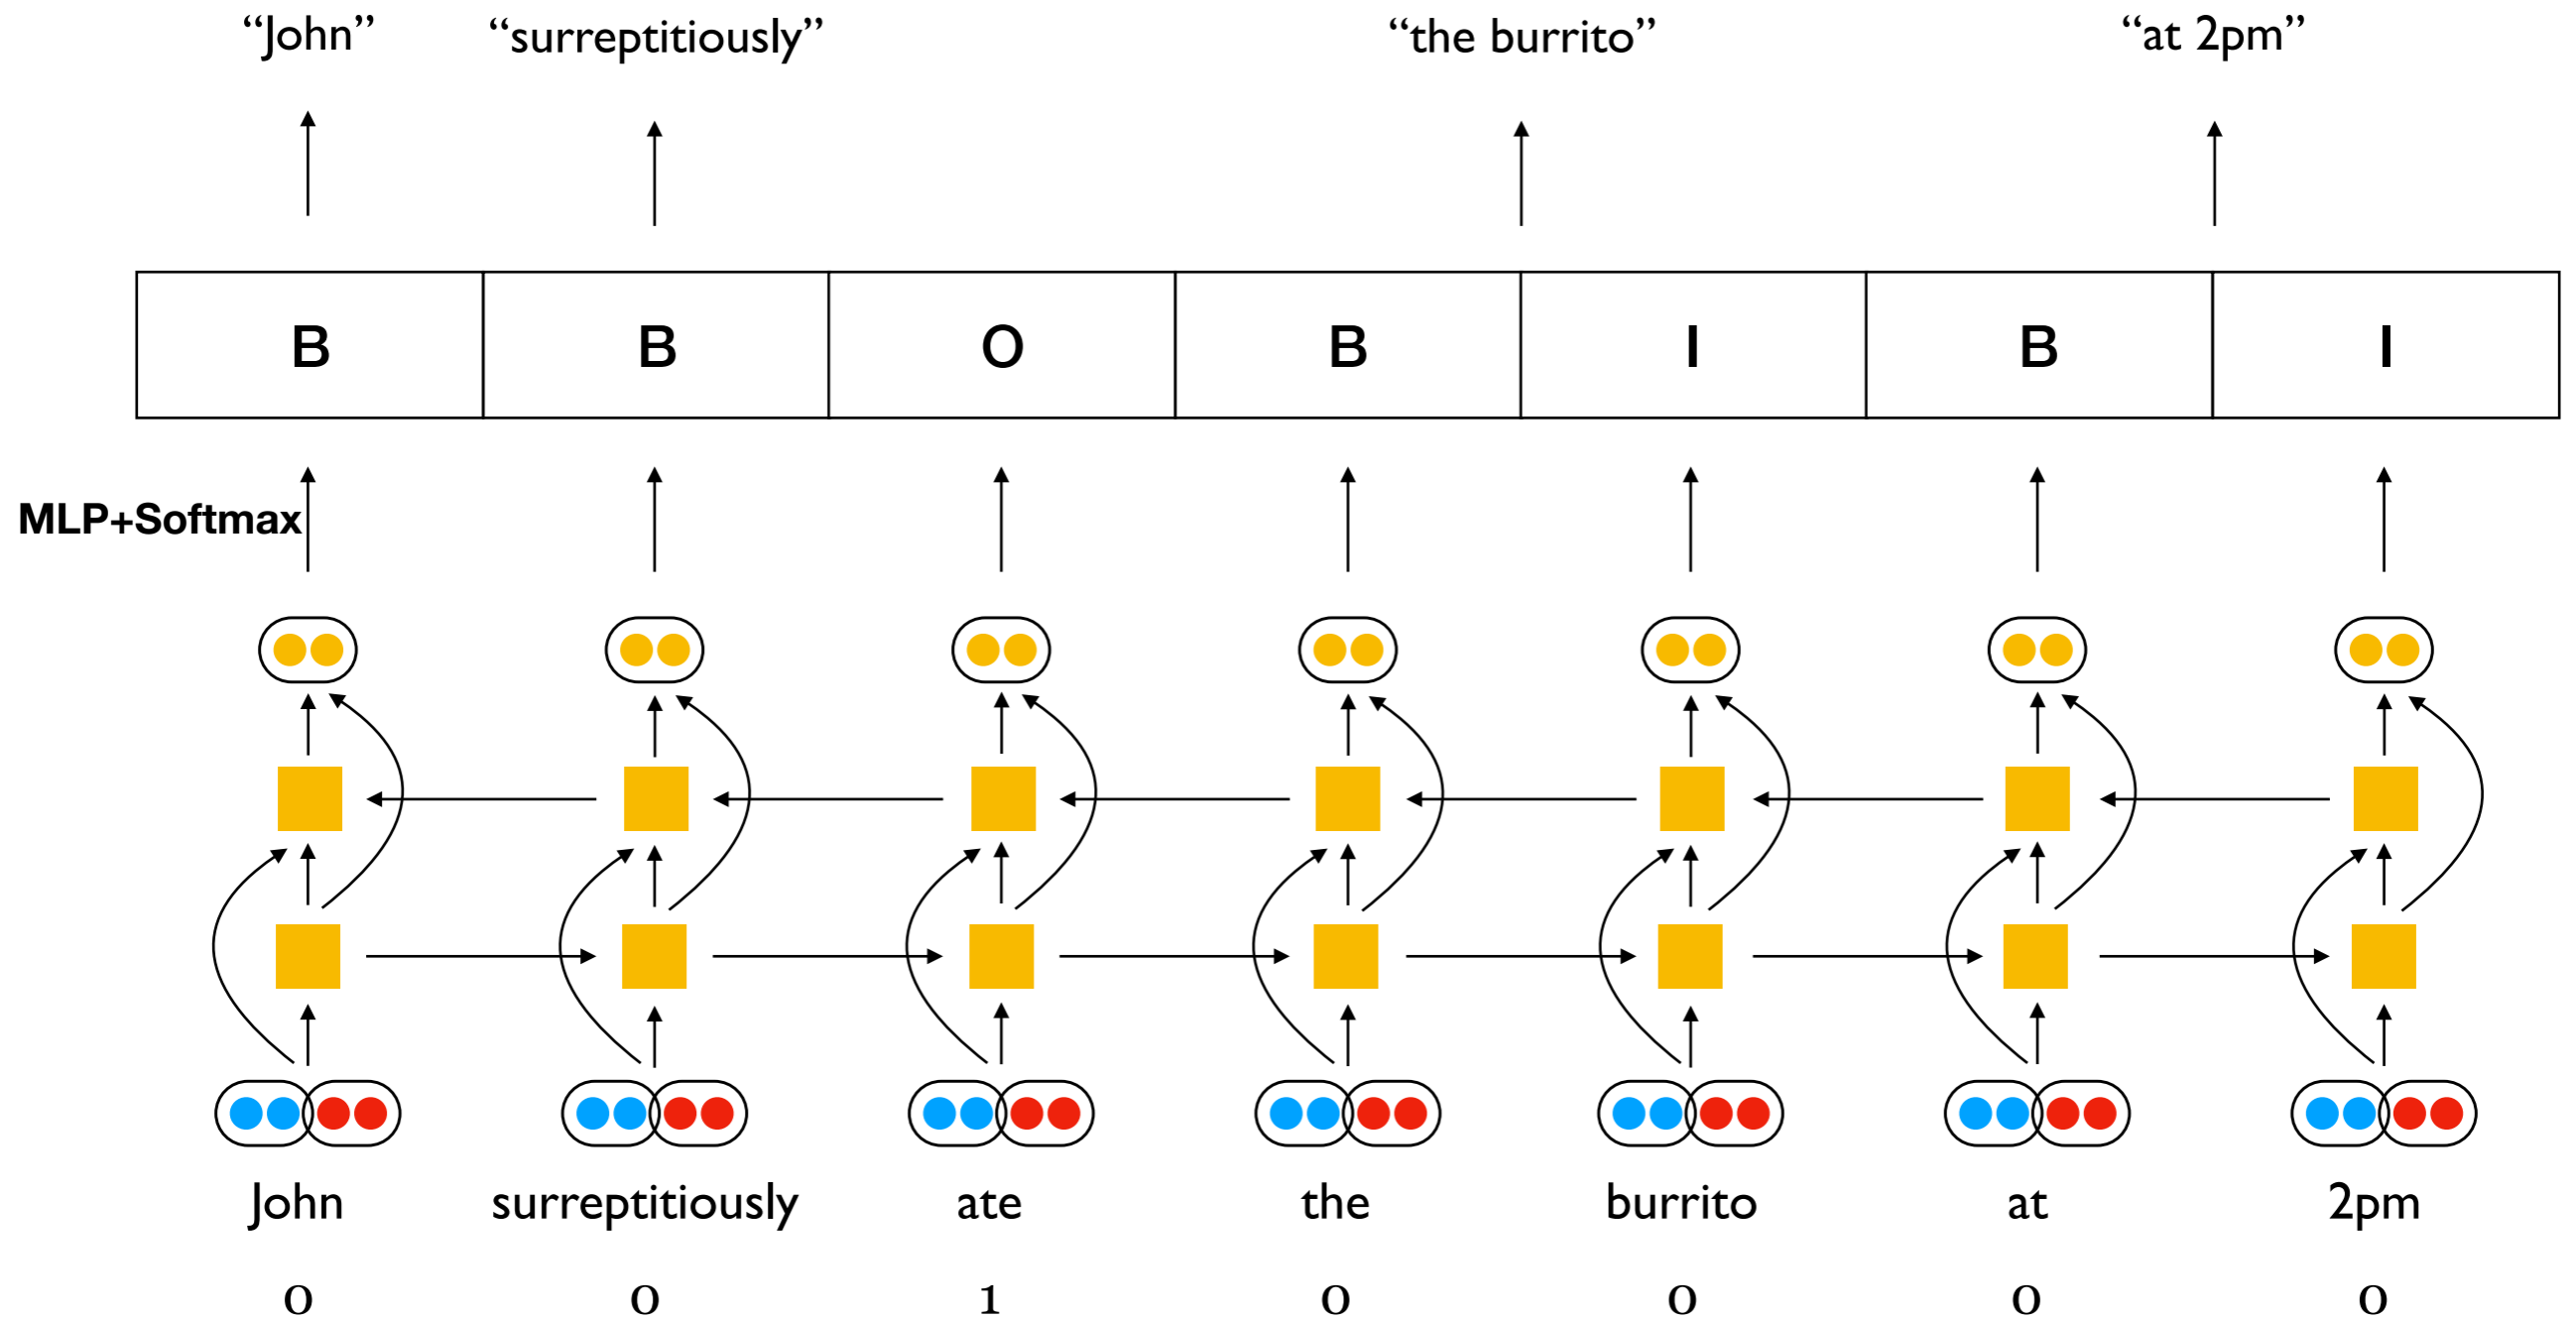 “John” “surreptitiously” “the burrito” “at 2pm”
B B O B I B I
MLP+Softmax
John surreptitiously ate the burrito at 2pm
0 0 1 0 0 0 0